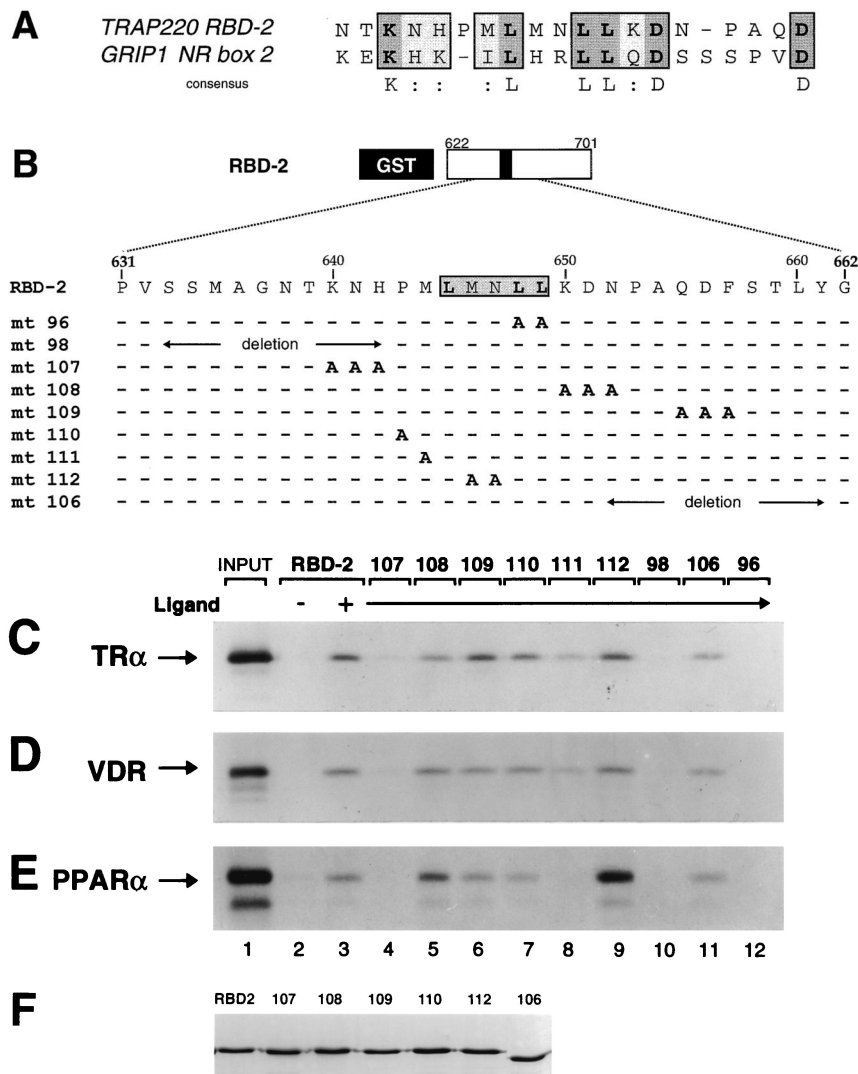 A
TRAP220 RBD-2 N T K N H P M L M N L L K D N - P A Q D
GRIP1 NR box 2 K E K H K - I L H R L L Q D S S S P V D
consensus K : : : L L L : D D
B
RBD-2 GST 622 701
631 640 650 660 662
RBD-2 P V S S M A G N T K N H P M L M N L L K D N P A Q D F S T L Y G
mt 96 - - - - - - - - - - - - - - - - - A A - - - - - - - - - - - - -
mt 98 - - ← deletion → - - - - - - - - - - - - - - - - - - - -
mt 107 - - - - - - - - - A A A - - - - - - - - - - - - - - - - - - - -
mt 108 - - - - - - - - - - - - - - - - - - - A A A - - - - - - - - - -
mt 109 - - - - - - - - - - - - - - - - - - - - - - - - A A A - - - - -
mt 110 - - - - - - - - - - - - A - - - - - - - - - - - - - - - - - - -
mt 111 - - - - - - - - - - - - - A - - - - - - - - - - - - - - - - - -
mt 112 - - - - - - - - - - - - - - - A A - - - - - - - - - - - - - - -
mt 106 - - - - - - - - - - - - - - - - - - - - - ← deletion → -
INPUT RBD-2 107 108 109 110 111 112 98 106 96
Ligand - +
C
TRα
D
VDR
E
PPARα
1 2 3 4 5 6 7 8 9 10 11 12
F
RBD2 107 108 109 110 112 106